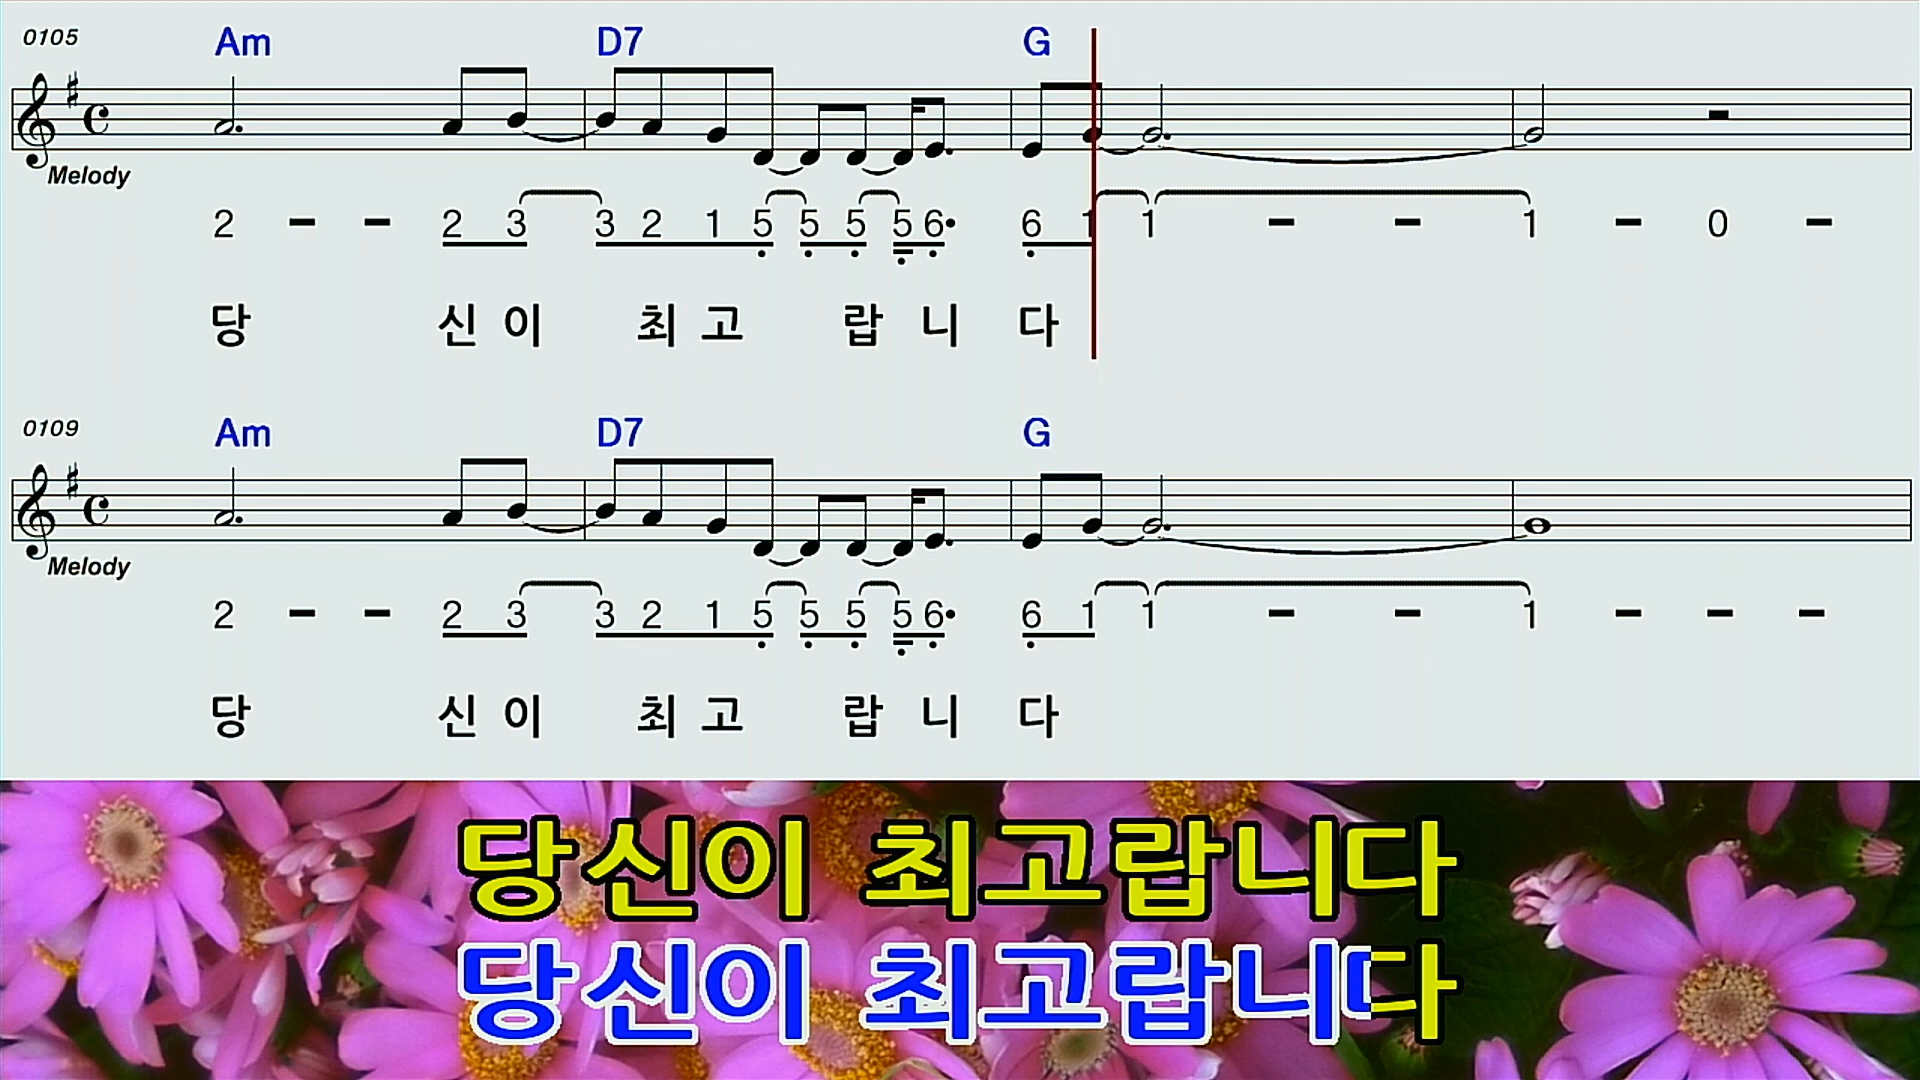 0105 Am D7 G
Melody
2 - - 2 3 3 2 1 5 5 5 5 6. 6 1 1 - - 1 - 0 -
당 신 이 최 고 랍 니 다
0109 Am D7 G
Melody
2 - - 2 3 3 2 1 5 5 5 5 6. 6 1 1 - - 1 - - -
당 신 이 최 고 랍 니 다
당신이 최고랍니다
당신이 최고랍니다